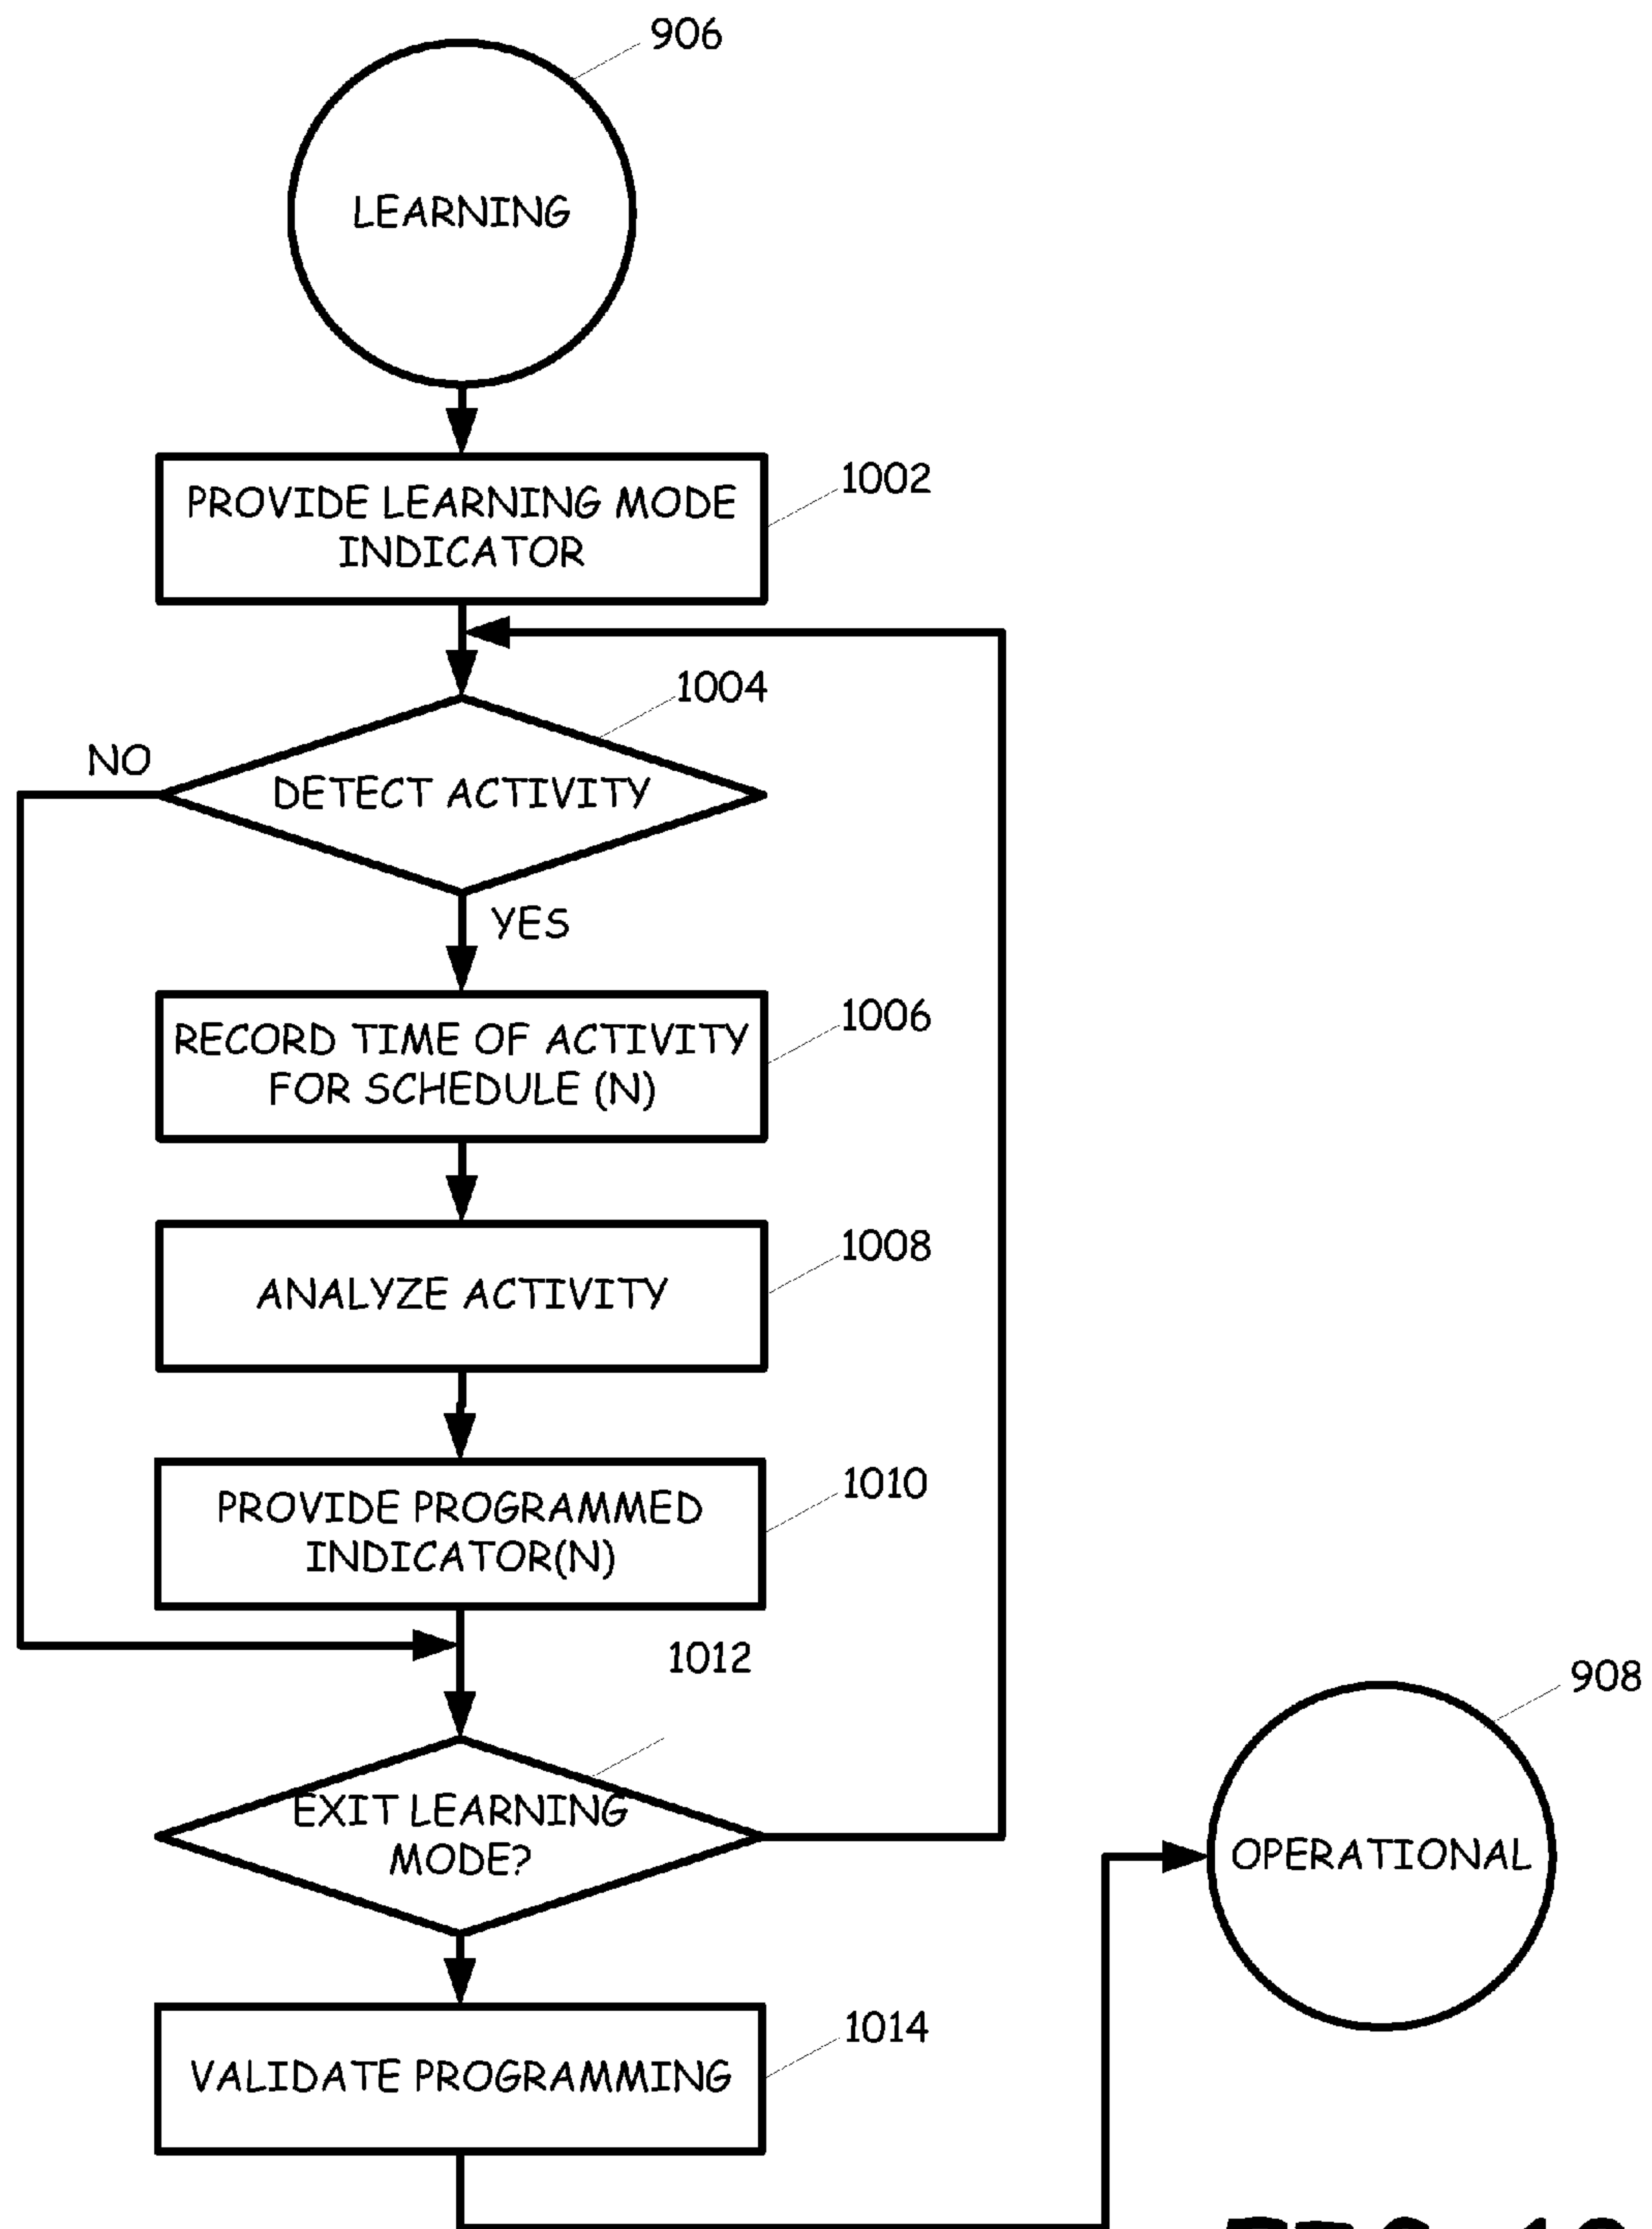 906
LEARNING
1002
PROVIDE LEARNING MODE
INDICATOR
1004
NO
DETECT ACTIVITY
YES
1006
RECORD TIME OF ACTIVITY
FOR SCHEDULE (N)
1008
ANALYZE ACTIVITY
1010
PROVIDE PROGRAMMED
INDICATOR(N)
1012
908
EXIT LEARNING
MODE?
OPERATIONAL
1014
VALIDATE PROGRAMMING